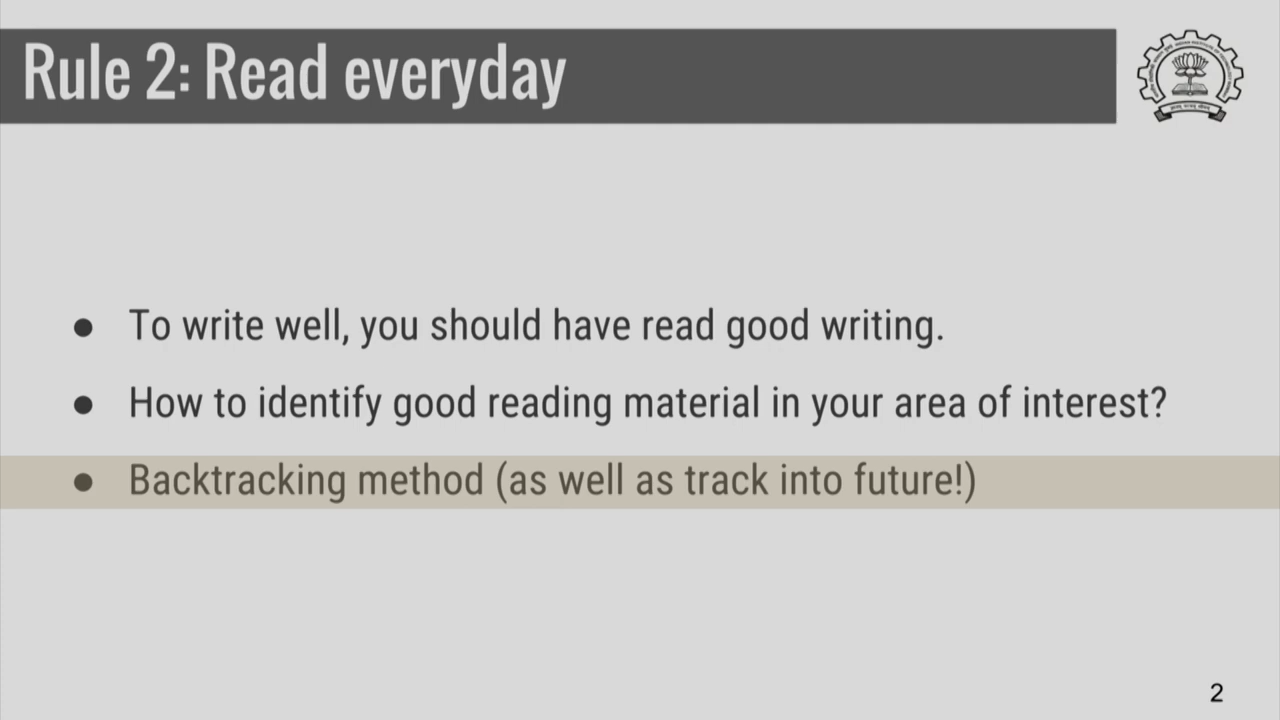 Rule 2: Read everyday
● To write well, you should have read good writing.
● How to identify good reading material in your area of interest?
● Backtracking method (as well as track into future!)
2